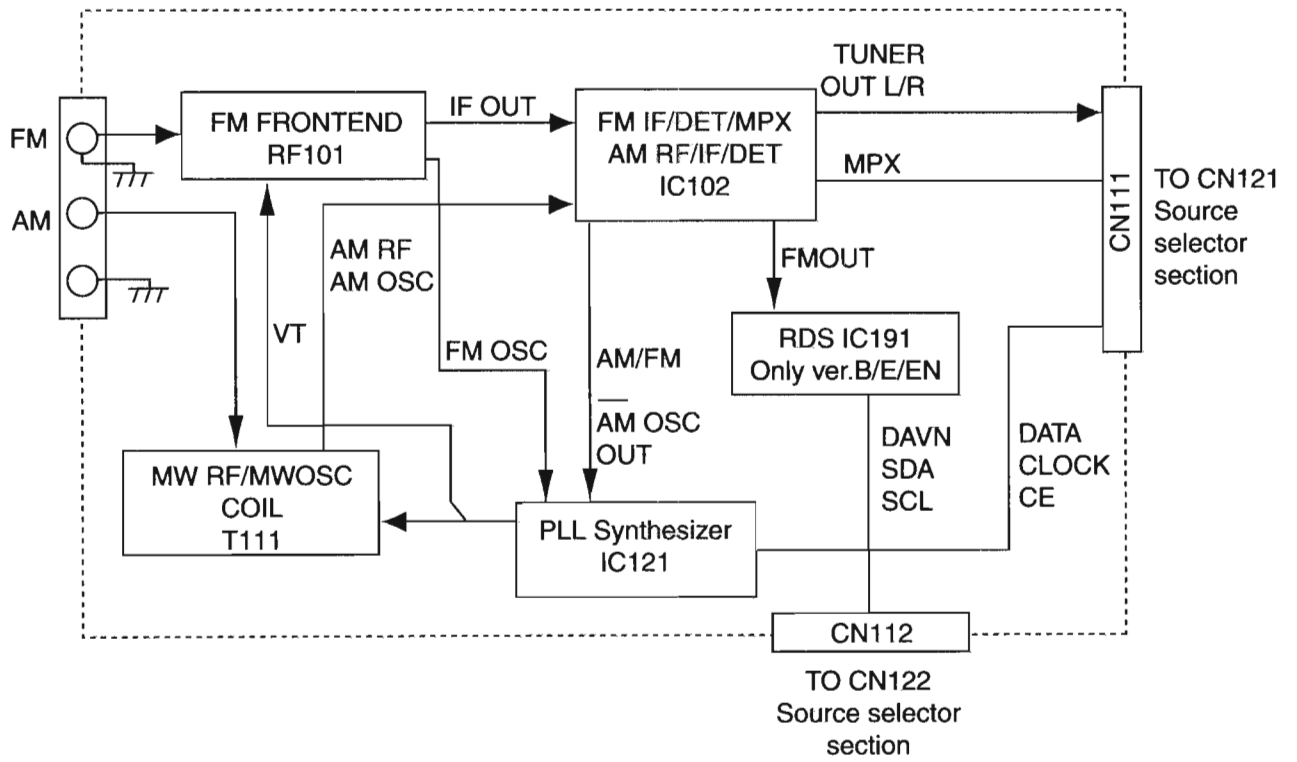 FM
AM
FM FRONTEND
RF101
IF OUT
FM IF/DET/MPX
AM RF/IF/DET
IC102
TUNER
OUT L/R
MPX
CN111
TO CN121
Source
selector
section
AM RF
AM OSC
VT
FM OSC
AM/FM
AM OSC
OUT
FMOUT
RDS IC191
Only ver.B/E/EN
DAVN
SDA
SCL
DATA
CLOCK
CE
MW RF/MWOSC
COIL
T111
PLL Synthesizer
IC121
CN112
TO CN122
Source selector
section